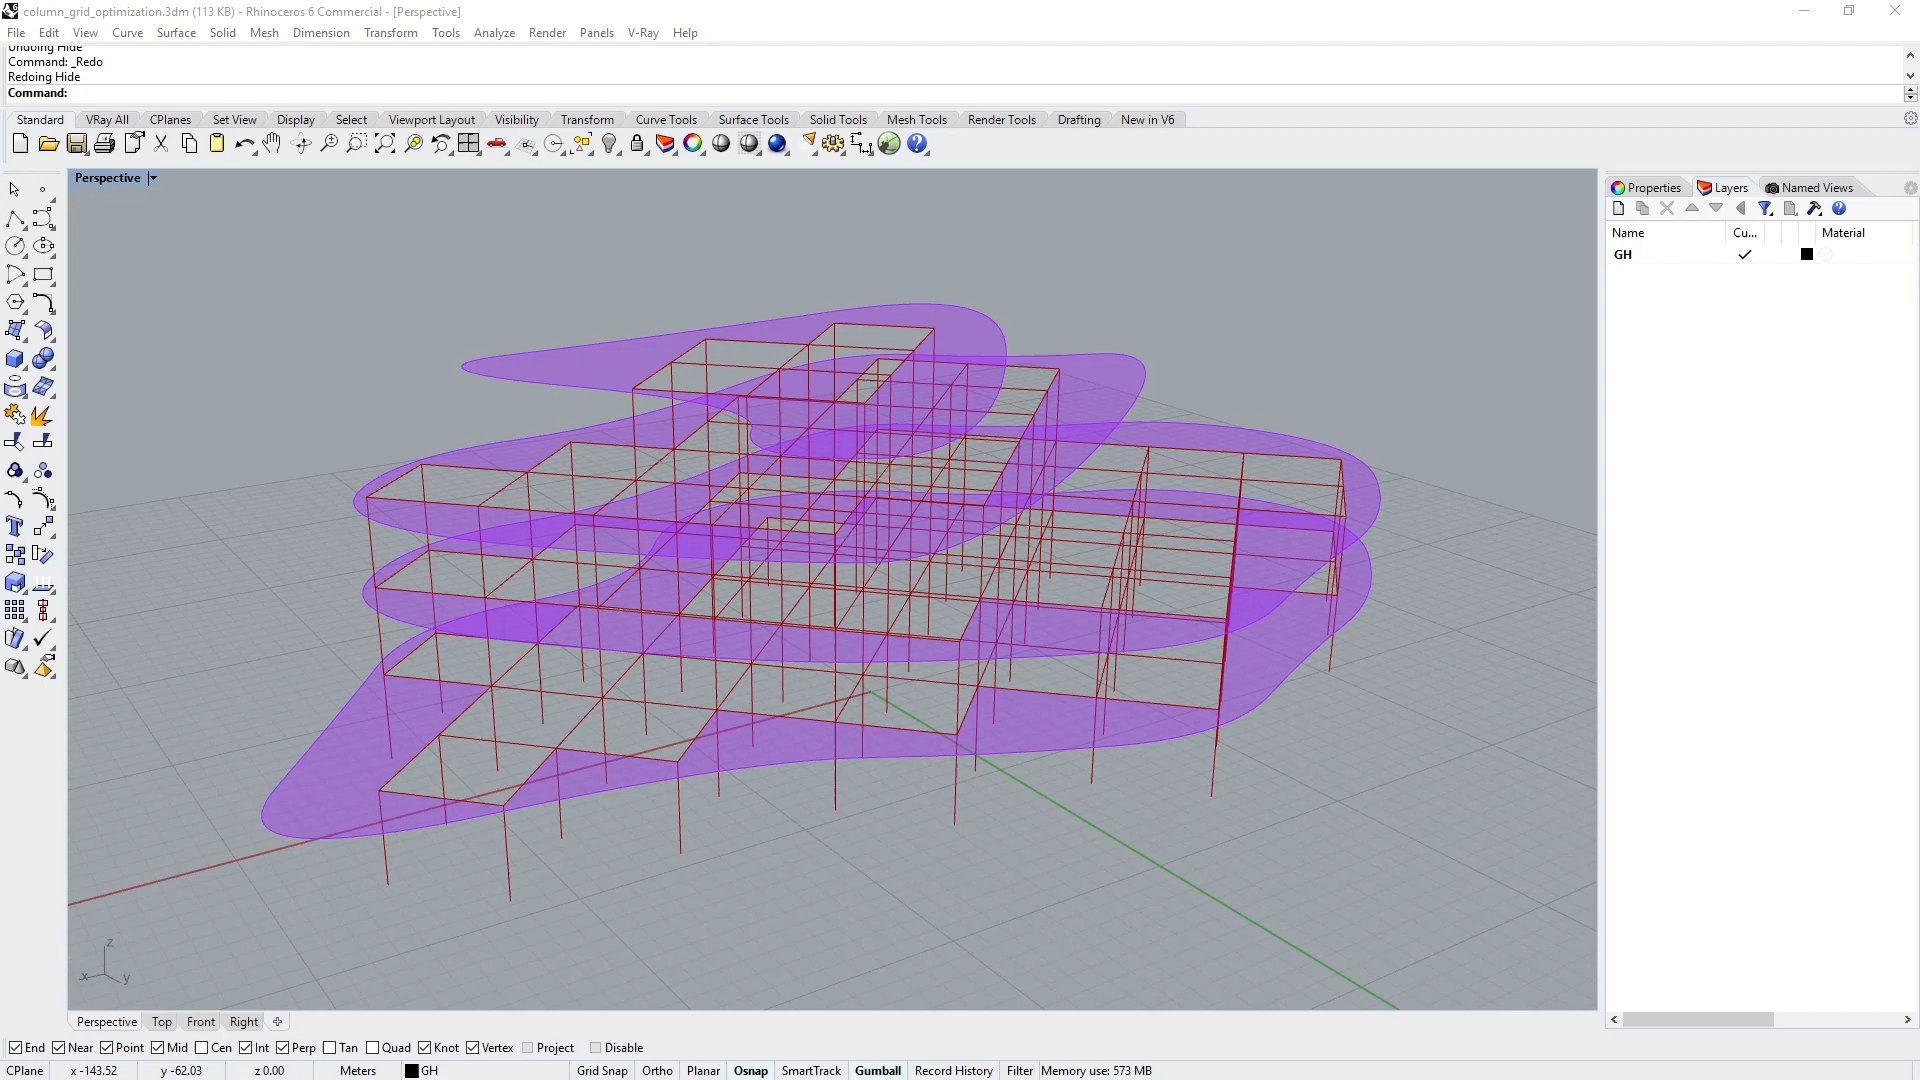 column_grid_optimization.3dm (113 KB) - Rhinoceros 6 Commercial - [Perspective]
File Edit View Curve Surface Solid Mesh Dimension Transform Tools Analyze Render Panels V-Ray Help
Undoing Hide
Command: _Redo
Redoing Hide
Command:
Standard VRay All CPlanes Set View Display Select Viewport Layout Visibility Transform Curve Tools Surface Tools Solid Tools Mesh Tools Render Tools Drafting New in V6
Perspective
Properties Layers Named Views
Name Cu... Material
GH
z
x y
Perspective Top Front Right
End Near Point Mid Cen Int Perp Tan Quad Knot Vertex Project Disable
CPlane x -143.52 y -62.03 z 0.00 Meters GH Grid Snap Ortho Planar Osnap SmartTrack Gumball Record History Filter Memory use: 573 MB